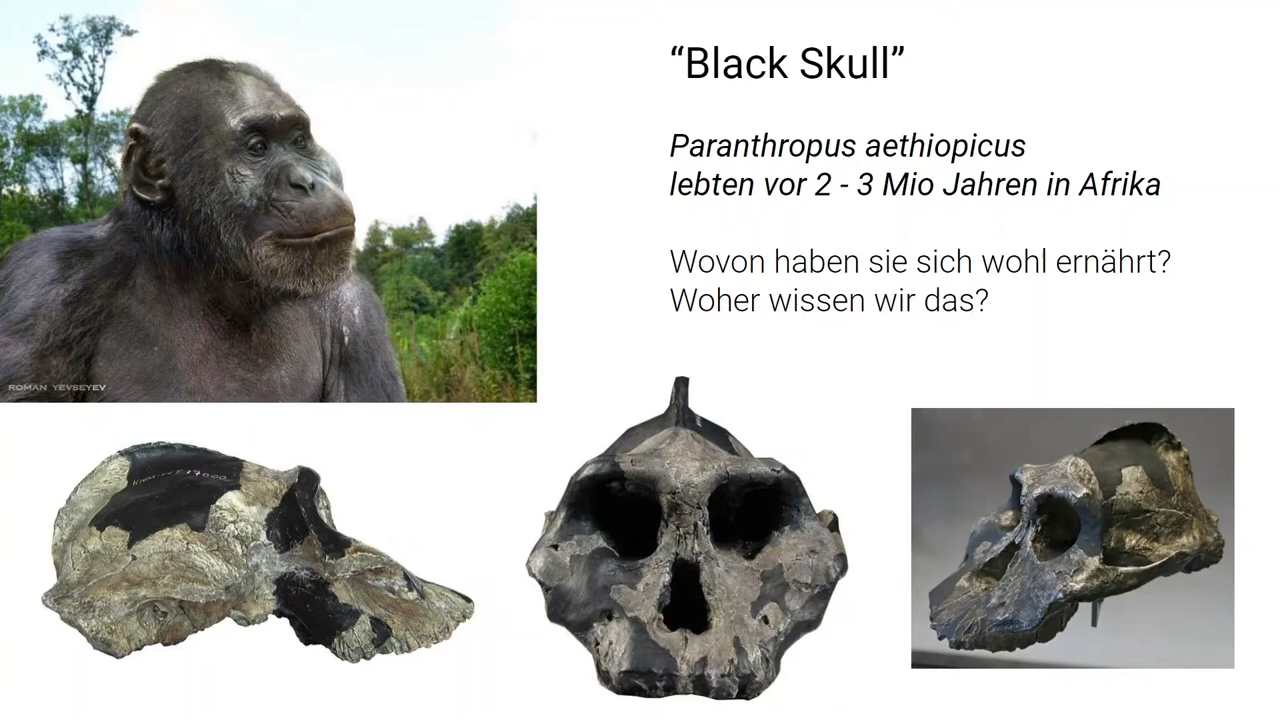 “Black Skull”
Paranthropus aethiopicus
lebten vor 2 - 3 Mio Jahren in Afrika
Wovon haben sie sich wohl ernährt?
Woher wissen wir das?
ROMAN YEVSEYEV